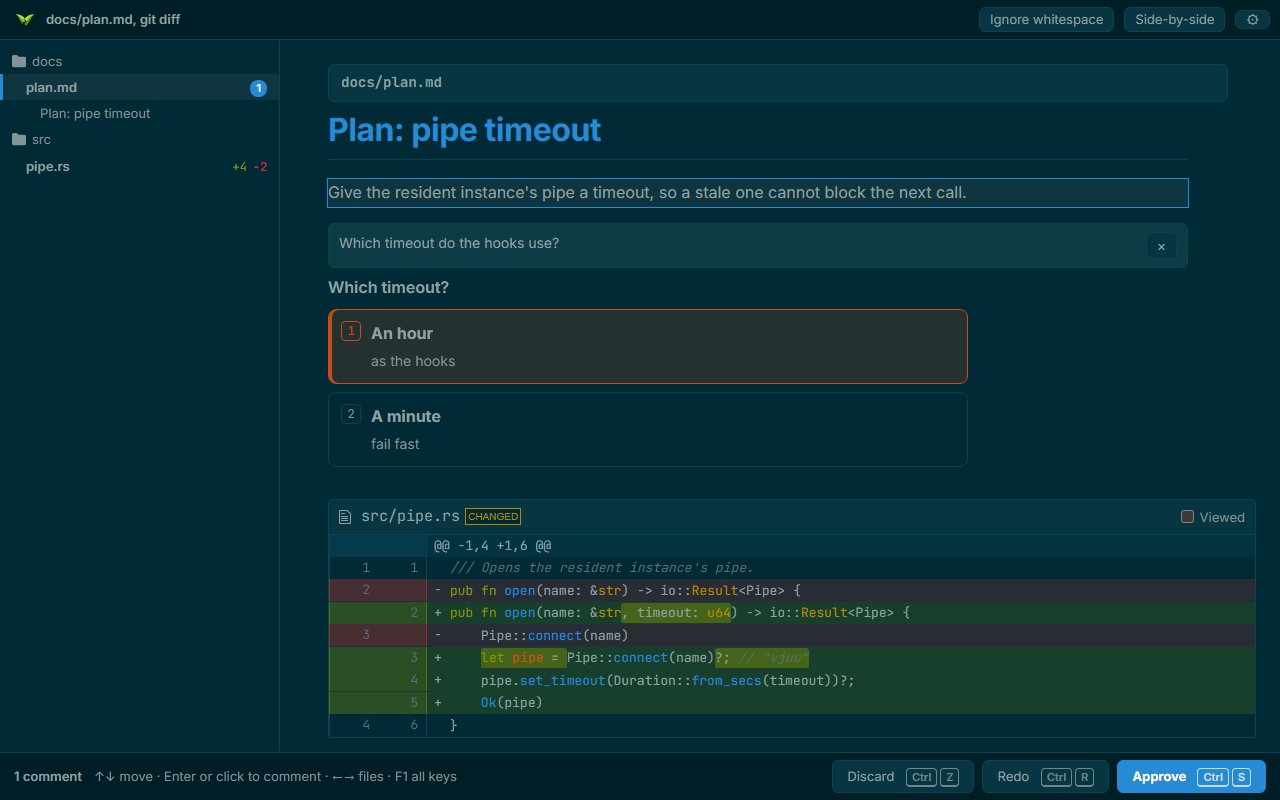 docs/plan.md, git diff
Ignore whitespace
Side-by-side
docs
plan.md 1
Plan: pipe timeout
src
pipe.rs +4 -2
docs/plan.md
Plan: pipe timeout
Give the resident instance's pipe a timeout, so a stale one cannot block the next call.
Which timeout do the hooks use? ×
Which timeout?
1 An hour
as the hooks
2 A minute
fail fast
src/pipe.rs CHANGED Viewed
@@ -1,4 +1,6 @@
1 1 /// Opens the resident instance's pipe.
2 - pub fn open(name: &str) -> io::Result<Pipe> {
2 + pub fn open(name: &str, timeout: u64) -> io::Result<Pipe> {
3 - Pipe::connect(name)
3 + let pipe = Pipe::connect(name)?; // "vjuu"
4 + pipe.set_timeout(Duration::from_secs(timeout))?;
5 + Ok(pipe)
4 6 }
1 comment ↑↓ move · Enter or click to comment · ←→ files · F1 all keys
Discard Ctrl Z
Redo Ctrl R
Approve Ctrl S